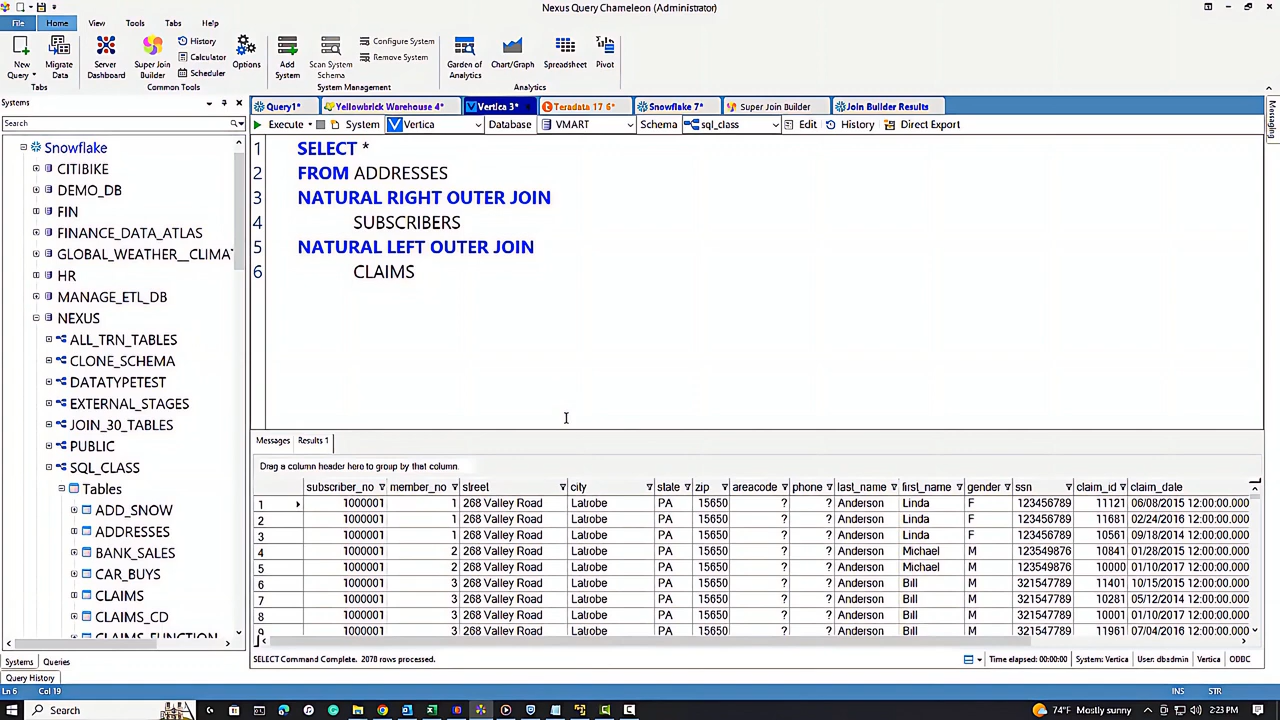 Nexus Query Chameleon (Administrator)
File Home View Tools Tabs Help
New Query Migrate Data Server Dashboard Super Join Builder History Calculator Scheduler Options Add System Scan System Schema Configure System Remove System Garden of Analytics Chart/Graph Spreadsheet Pivot
Tabs Common Tools System Management Analytics
Systems
Query1* Yellowbrick Warehouse 4* Vertica 3* Teradata 17 6* Snowflake 7* Super Join Builder Join Builder Results
Messaging
Search
Execute System Vertica Database VMART Schema sql_class Edit History Direct Export
Snowflake
CITIBIKE
DEMO_DB
FIN
FINANCE_DATA_ATLAS
GLOBAL_WEATHER__CLIMA
HR
MANAGE_ETL_DB
NEXUS
ALL_TRN_TABLES
CLONE_SCHEMA
DATATYPETEST
EXTERNAL_STAGES
JOIN_30_TABLES
PUBLIC
SQL_CLASS
Tables
ADD_SNOW
ADDRESSES
BANK_SALES
CAR_BUYS
CLAIMS
CLAIMS_CD
CLAIMS_FUNCTION
1 SELECT *
2 FROM ADDRESSES
3 NATURAL RIGHT OUTER JOIN
4 SUBSCRIBERS
5 NATURAL LEFT OUTER JOIN
6 CLAIMS
Messages Results 1
Drag a column header here to group by that column.
subscriber_no member_no street city state zip areacode phone last_name first_name gender ssn claim_id claim_date
1 1000001 1 268 Valley Road Latrobe PA 15650 ? ? Anderson Linda F 123456789 11121 06/08/2015 12:00:00.000
2 1000001 1 268 Valley Road Latrobe PA 15650 ? ? Anderson Linda F 123456789 11681 02/24/2016 12:00:00.000
3 1000001 1 268 Valley Road Latrobe PA 15650 ? ? Anderson Linda F 123456789 10561 09/18/2014 12:00:00.000
4 1000001 2 268 Valley Road Latrobe PA 15650 ? ? Anderson Michael M 123549876 10841 01/28/2015 12:00:00.000
5 1000001 2 268 Valley Road Latrobe PA 15650 ? ? Anderson Michael M 123549876 10000 01/10/2017 12:00:00.000
6 1000001 3 268 Valley Road Latrobe PA 15650 ? ? Anderson Bill M 321547789 11401 10/15/2015 12:00:00.000
7 1000001 3 268 Valley Road Latrobe PA 15650 ? ? Anderson Bill M 321547789 10281 05/12/2014 12:00:00.000
8 1000001 3 268 Valley Road Latrobe PA 15650 ? ? Anderson Bill M 321547789 10001 01/10/2017 12:00:00.000
9 1000001 3 268 Valley Road Latrobe PA 15650 ? ? Anderson Bill M 321547789 11961 07/04/2016 12:00:00.000
Systems Queries
SELECT Command Complete. 2078 rows processed. Time elapsed: 00:00:00 System: Vertica User: dbadmin Vertica ODBC
Query History
Ln 6 Col 19 INS STR
Search 74°F Mostly sunny 2:23 PM